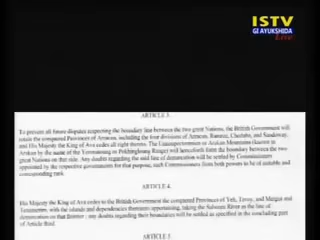 ISTV
GI AYUKSHIDA
Live
ARTICLE 3.
To prevent all future disputes respecting the boundary line between the two great Nations, the British Government will
retain the conquered Provinces of Arracan, including the four divisions of Arracan, Ramree, Cheduba, and Sandoway,
and His Majesty the King of Ava cedes all right thereto. The
Mountains (known in
Arakan by the name of the
Ranger will henceforth form the boundary between the two
great Nations on that Side. Any doubts regarding the said line of demarcation will be settled by Commissioners
appointed by the respective governments for that purpose, such Commissioners from both powers to be of suitable and
corresponding rank.
ARTICLE 4.
His Majesty the King of Ava cedes to the British Government the conquered Provinces of
Tavoy, and Mergui and
Tenasserim, with the islands and dependencies thereunto appertaining, taking the Salween River as the line of
demarcation on that frontier; any doubts regarding their boundaries will be settled as specified in the concluding part
of Article third.
ARTICLE 5.